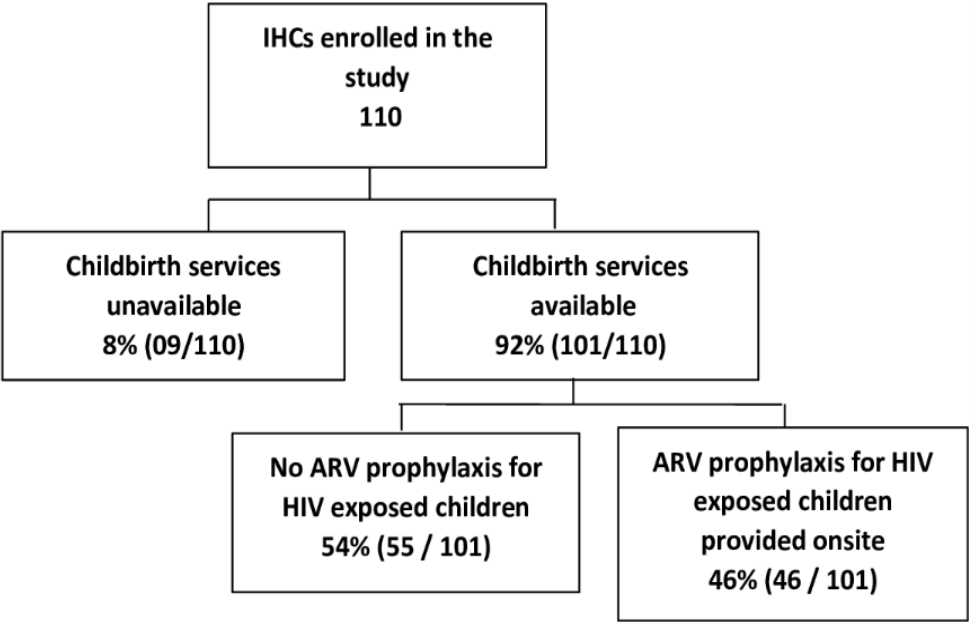 IHCs enrolled in the
study
110
Childbirth services
unavailable
8% (09/110)
Childbirth services
available
92% (101/110)
No ARV prophylaxis for
HIV exposed children
54% (55 / 101)
ARV prophylaxis for HIV
exposed children
provided onsite
46% (46 / 101)